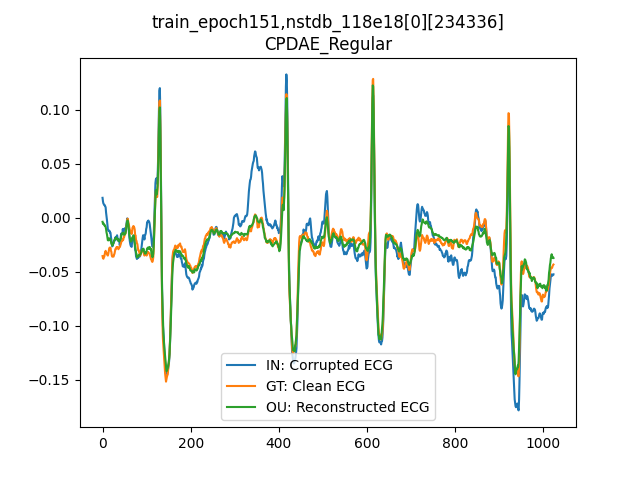 train_epoch151,nstdb_118e18[0][234336]
CPDAE_Regular
0.10
0.05
0.00
−0.05
−0.10
−0.15
IN: Corrupted ECG
GT: Clean ECG
OU: Reconstructed ECG
0 200 400 600 800 1000